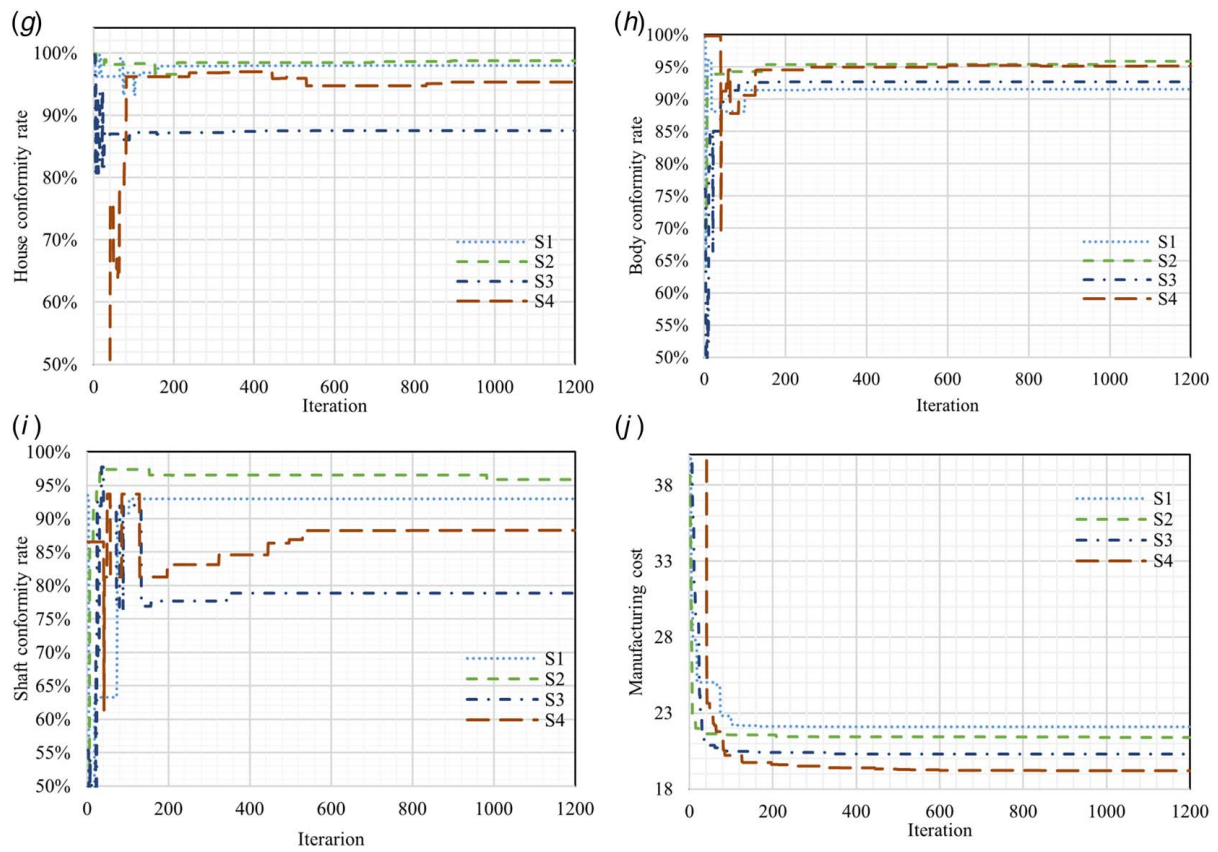 (g)
100%
90%
80%
70%
60%
50%
House conformity rate
0 200 400 600 800 1000 1200
Iteration
S1
S2
S3
S4
(h)
100%
95%
90%
85%
80%
75%
70%
65%
60%
55%
50%
Body conformity rate
0 200 400 600 800 1000 1200
Iteration
S1
S2
S3
S4
(i)
100%
95%
90%
85%
80%
75%
70%
65%
60%
55%
50%
Shaft conformity rate
0 200 400 600 800 1000 1200
Iterarion
S1
S2
S3
S4
(j)
38
33
28
23
18
Manufacturing cost
0 200 400 600 800 1000 1200
Iteration
S1
S2
S3
S4